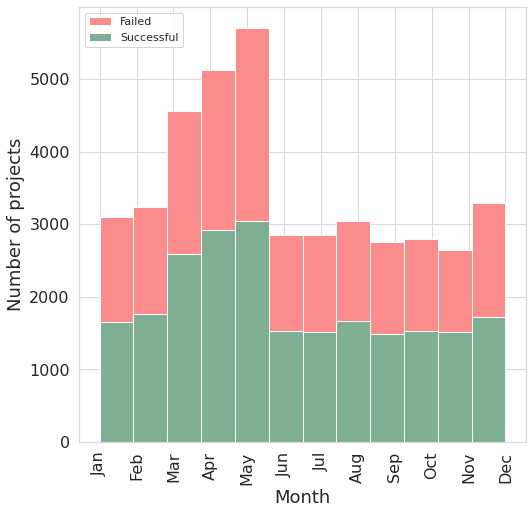 Failed
Successful
Number of projects
5000
4000
3000
2000
1000
0
Jan
Feb
Mar
Apr
May
Jun
Jul
Aug
Sep
Oct
Nov
Dec
Month